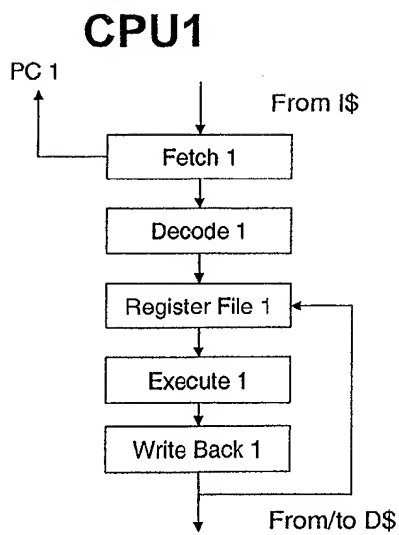 CPU1
PC 1
From I$
Fetch 1
Decode 1
Register File 1
Execute 1
Write Back 1
From/to D$